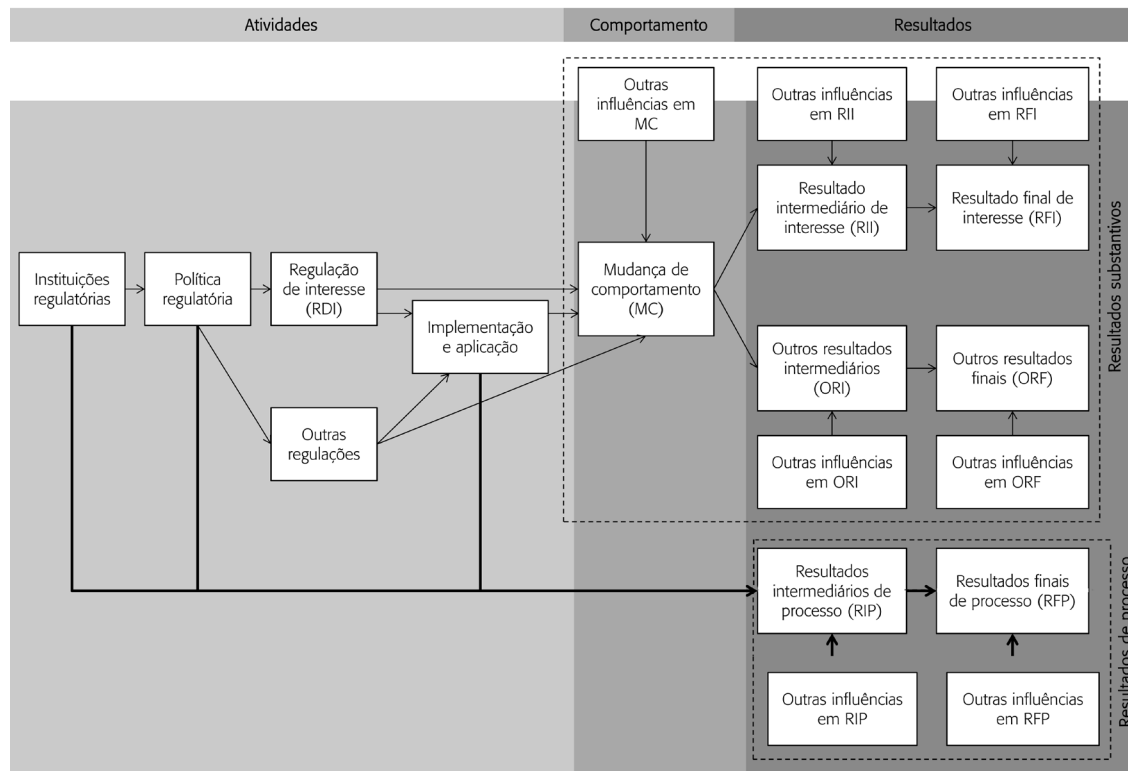 Atividades
Comportamento
Resultados
Outras
influências em
MC
Outras influências
em RII
Outras influências
em RFI
Resultado
intermediário de
interesse (RII)
Resultado final de
interesse (RFI)
Instituições
regulatórias
Política
regulatória
Regulação
de interesse
(RDI)
Implementação
e aplicação
Mudança de
comportamento
(MC)
Outras
regulações
Outros resultados
intermediários
(ORI)
Outros resultados
finais (ORF)
Outras influências
em ORI
Outras influências
em ORF
Resultados substantivos
Resultados
intermediários de
processo (RIP)
Resultados finais
de processo (RFP)
Outras influências
em RIP
Outras influências
em RFP
Resultados de processo